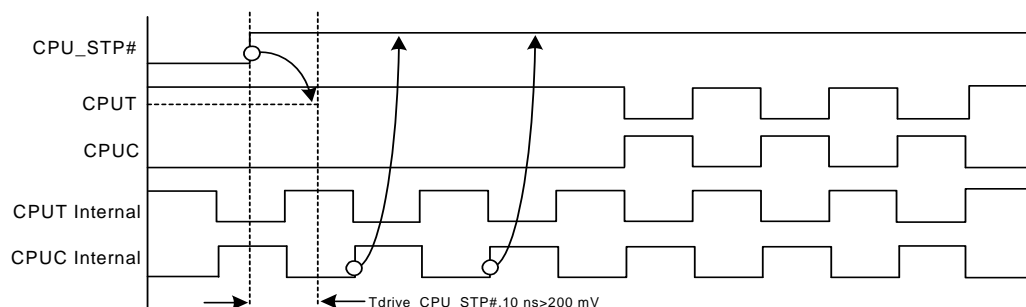 CPU_STP#
CPUT
CPUC
CPUT Internal
CPUC Internal
Tdrive_CPU_STP#,10 ns>200 mV